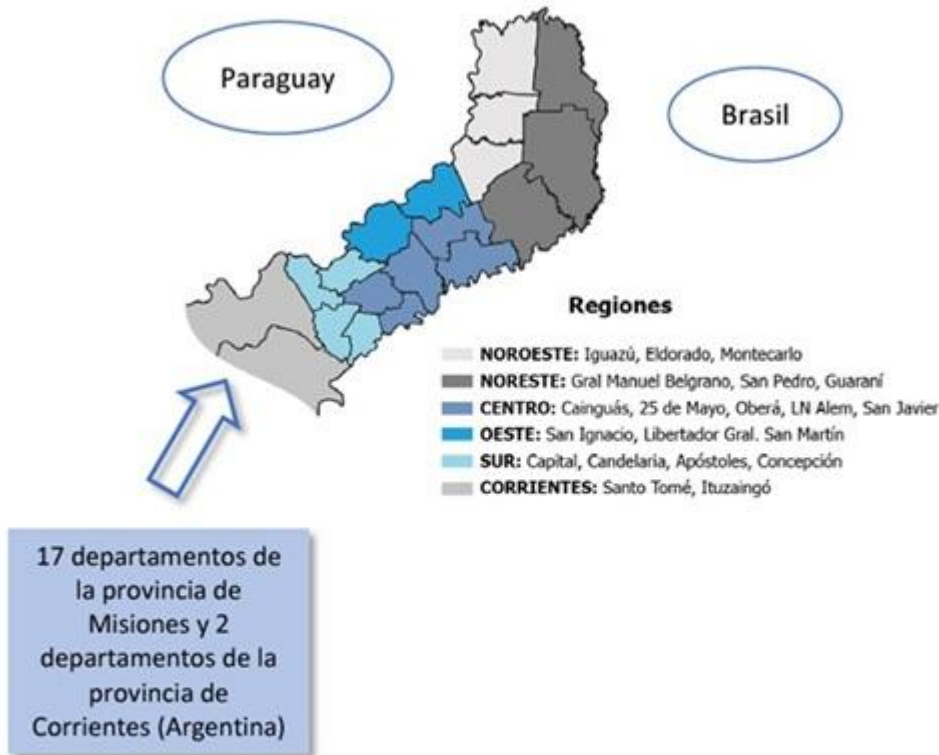 Paraguay
Brasil
Regiones
NOROESTE: Iguazú, Eldorado, Montecarlo
NORESTE: Gral Manuel Belgrano, San Pedro, Guaraní
CENTRO: Cainguás, 25 de Mayo, Oberá, LN Alem, San Javier
OESTE: San Ignacio, Libertador Gral. San Martín
SUR: Capital, Candelaria, Apóstoles, Concepción
CORRIENTES: Santo Tomé, Ituzaingó
17 departamentos de
la provincia de
Misiones y 2
departamentos de la
provincia de
Corrientes (Argentina)